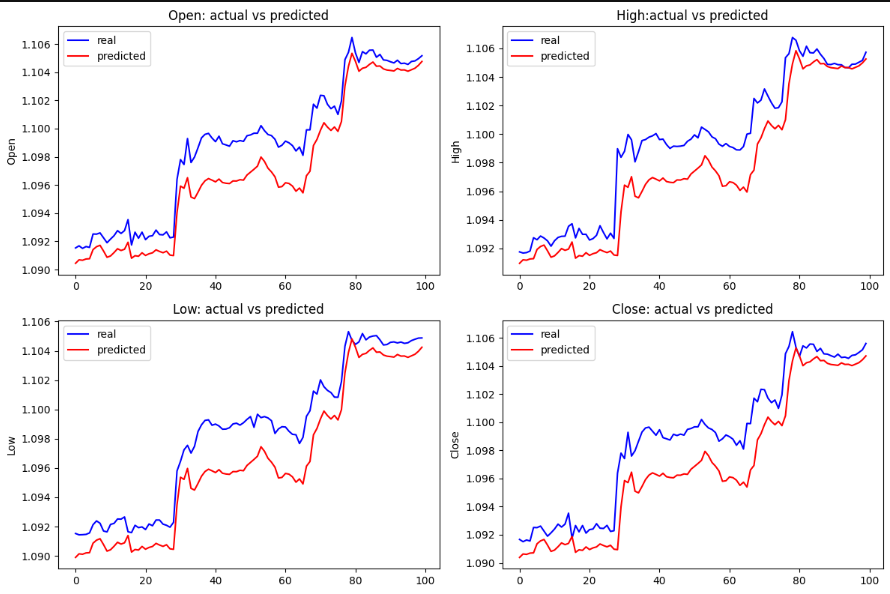 Open: actual vs predicted
real
predicted
1.106
1.104
1.102
1.100
1.098
1.096
1.094
1.092
1.090
Open
0 20 40 60 80 100
High:actual vs predicted
real
predicted
1.106
1.104
1.102
1.100
1.098
1.096
1.094
1.092
High
0 20 40 60 80 100
Low: actual vs predicted
real
predicted
1.106
1.104
1.102
1.100
1.098
1.096
1.094
1.092
1.090
Low
0 20 40 60 80 100
Close: actual vs predicted
real
predicted
1.106
1.104
1.102
1.100
1.098
1.096
1.094
1.092
1.090
Close
0 20 40 60 80 100